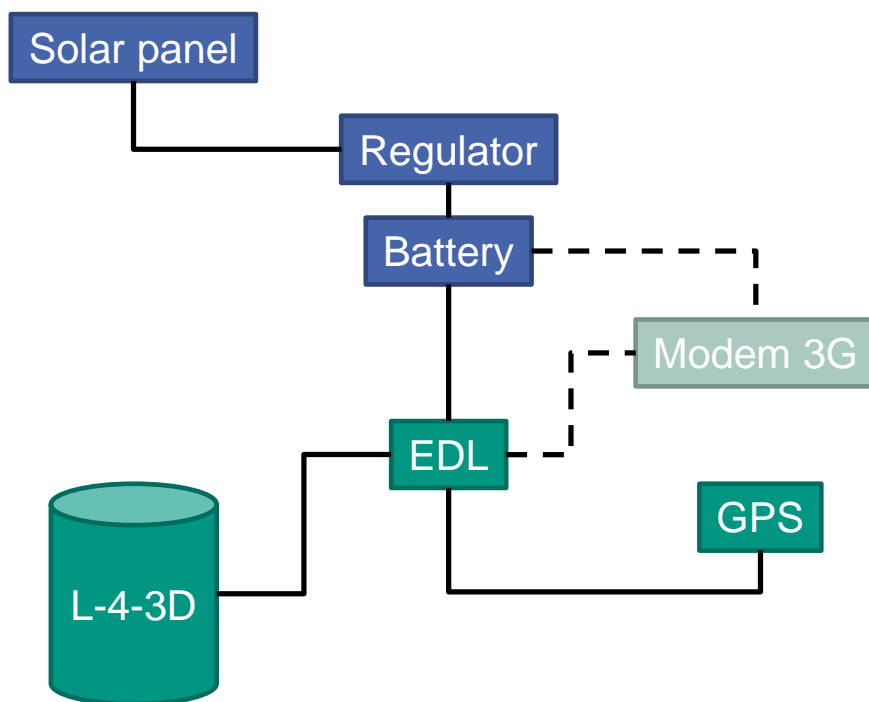 Solar panel
Regulator
Battery
Modem 3G
EDL
GPS
L-4-3D